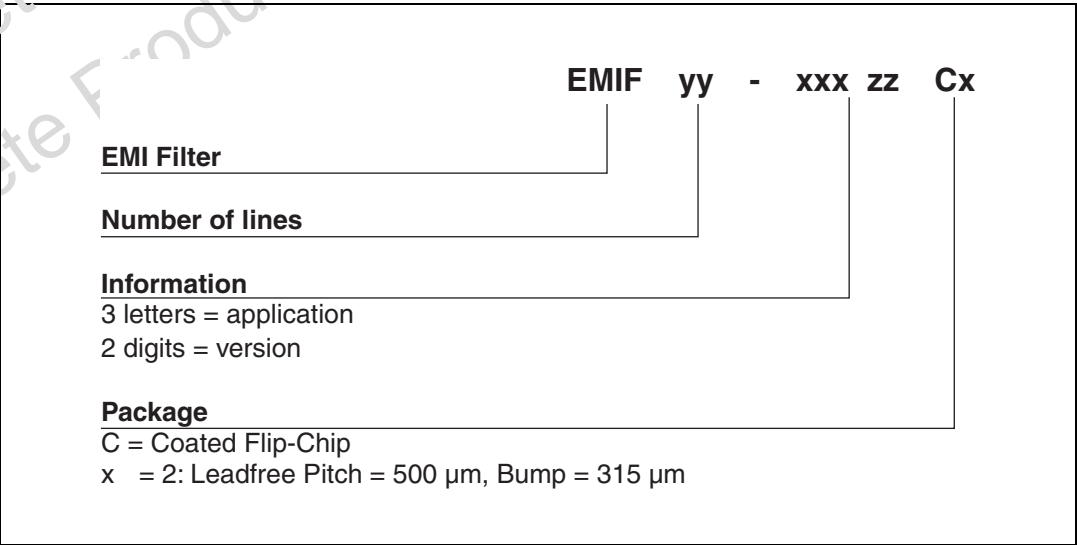 EMIF yy - xxx zz Cx
EMI Filter
Number of lines
Information
3 letters = application
2 digits = version
Package
C = Coated Flip-Chip
x = 2: Leadfree Pitch = 500 µm, Bump = 315 µm